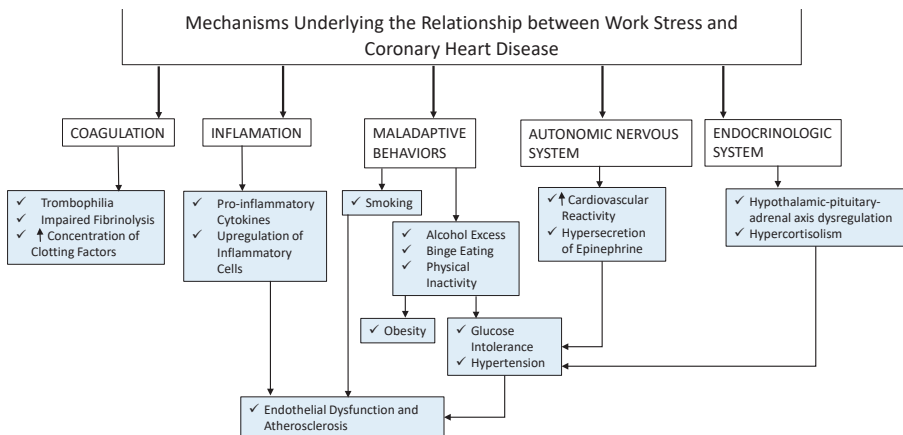 Mechanisms Underlying the Relationship between Work Stress and
Coronary Heart Disease
COAGULATION
INFLAMATION
MALADAPTIVE
BEHAVIORS
AUTONOMIC NERVOUS
SYSTEM
ENDOCRINOLOGIC
SYSTEM
✓ Trombophilia
✓ Impaired Fibrinolysis
✓ ↑ Concentration of
Clotting Factors
✓ Pro-inflammatory
Cytokines
✓ Upregulation of
Inflammatory
Cells
✓ Smoking
✓ Alcohol Excess
✓ Binge Eating
✓ Physical
Inactivity
✓ ↑ Cardiovascular
Reactivity
✓ Hypersecretion
of Epinephrine
✓ Hypothalamic-pituitary-
adrenal axis dysregulation
✓ Hypercortisolism
✓ Obesity
✓ Glucose
Intolerance
✓ Hypertension
✓ Endothelial Dysfunction and
Atherosclerosis